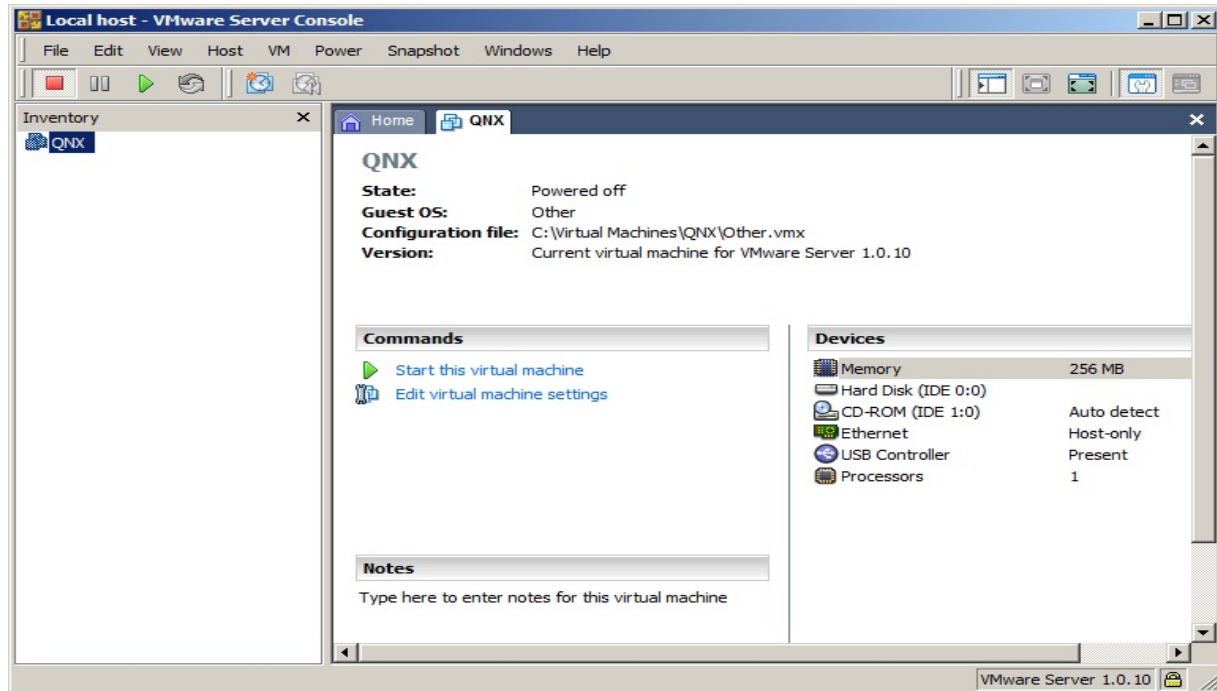 Local host - VMware Server Console
File Edit View Host VM Power Snapshot Windows Help
Inventory
QNX
Home QNX
QNX
State: Powered off
Guest OS: Other
Configuration file: C:\Virtual Machines\QNX\Other.vmx
Version: Current virtual machine for VMware Server 1.0.10
Commands
Start this virtual machine
Edit virtual machine settings
Devices
Memory 256 MB
Hard Disk (IDE 0:0)
CD-ROM (IDE 1:0) Auto detect
Ethernet Host-only
USB Controller Present
Processors 1
Notes
Type here to enter notes for this virtual machine
VMware Server 1.0.10